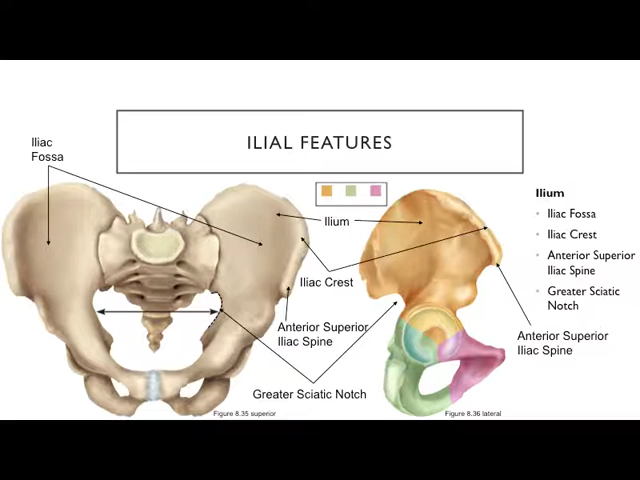 ILIAL FEATURES
Iliac
Fossa
Ilium
Iliac Crest
Anterior Superior
Iliac Spine
Greater Sciatic Notch
Figure 8.35 superior
Anterior Superior
Iliac Spine
Figure 8.36 lateral
Ilium
Iliac Fossa
Iliac Crest
Anterior Superior
Iliac Spine
Greater Sciatic
Notch